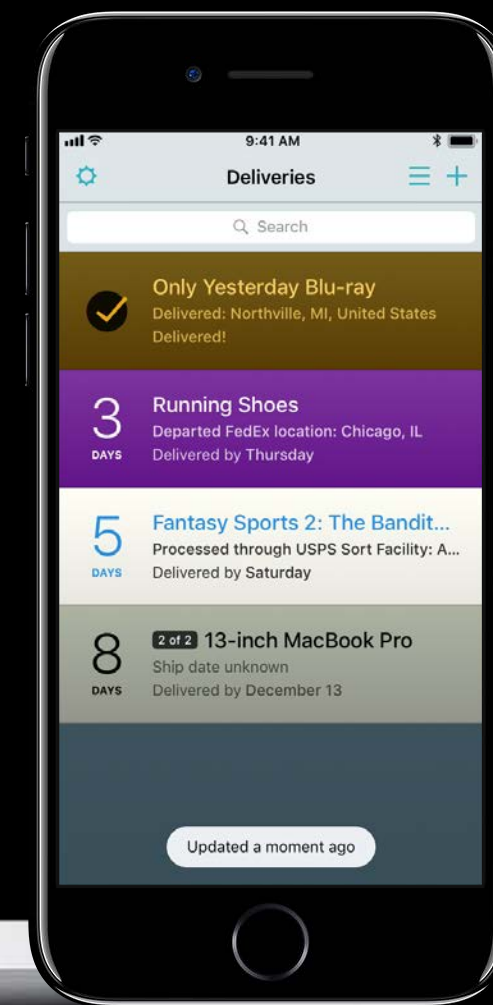 9:41 AM
Deliveries
Search
Only Yesterday Blu-ray
Delivered: Northville, MI, United States
Delivered!
3
DAYS
Running Shoes
Departed FedEx location: Chicago, IL
Delivered by Thursday
5
DAYS
Fantasy Sports 2: The Bandit...
Processed through USPS Sort Facility: A...
Delivered by Saturday
8
DAYS
2 of 2 13-inch MacBook Pro
Ship date unknown
Delivered by December 13
Updated a moment ago